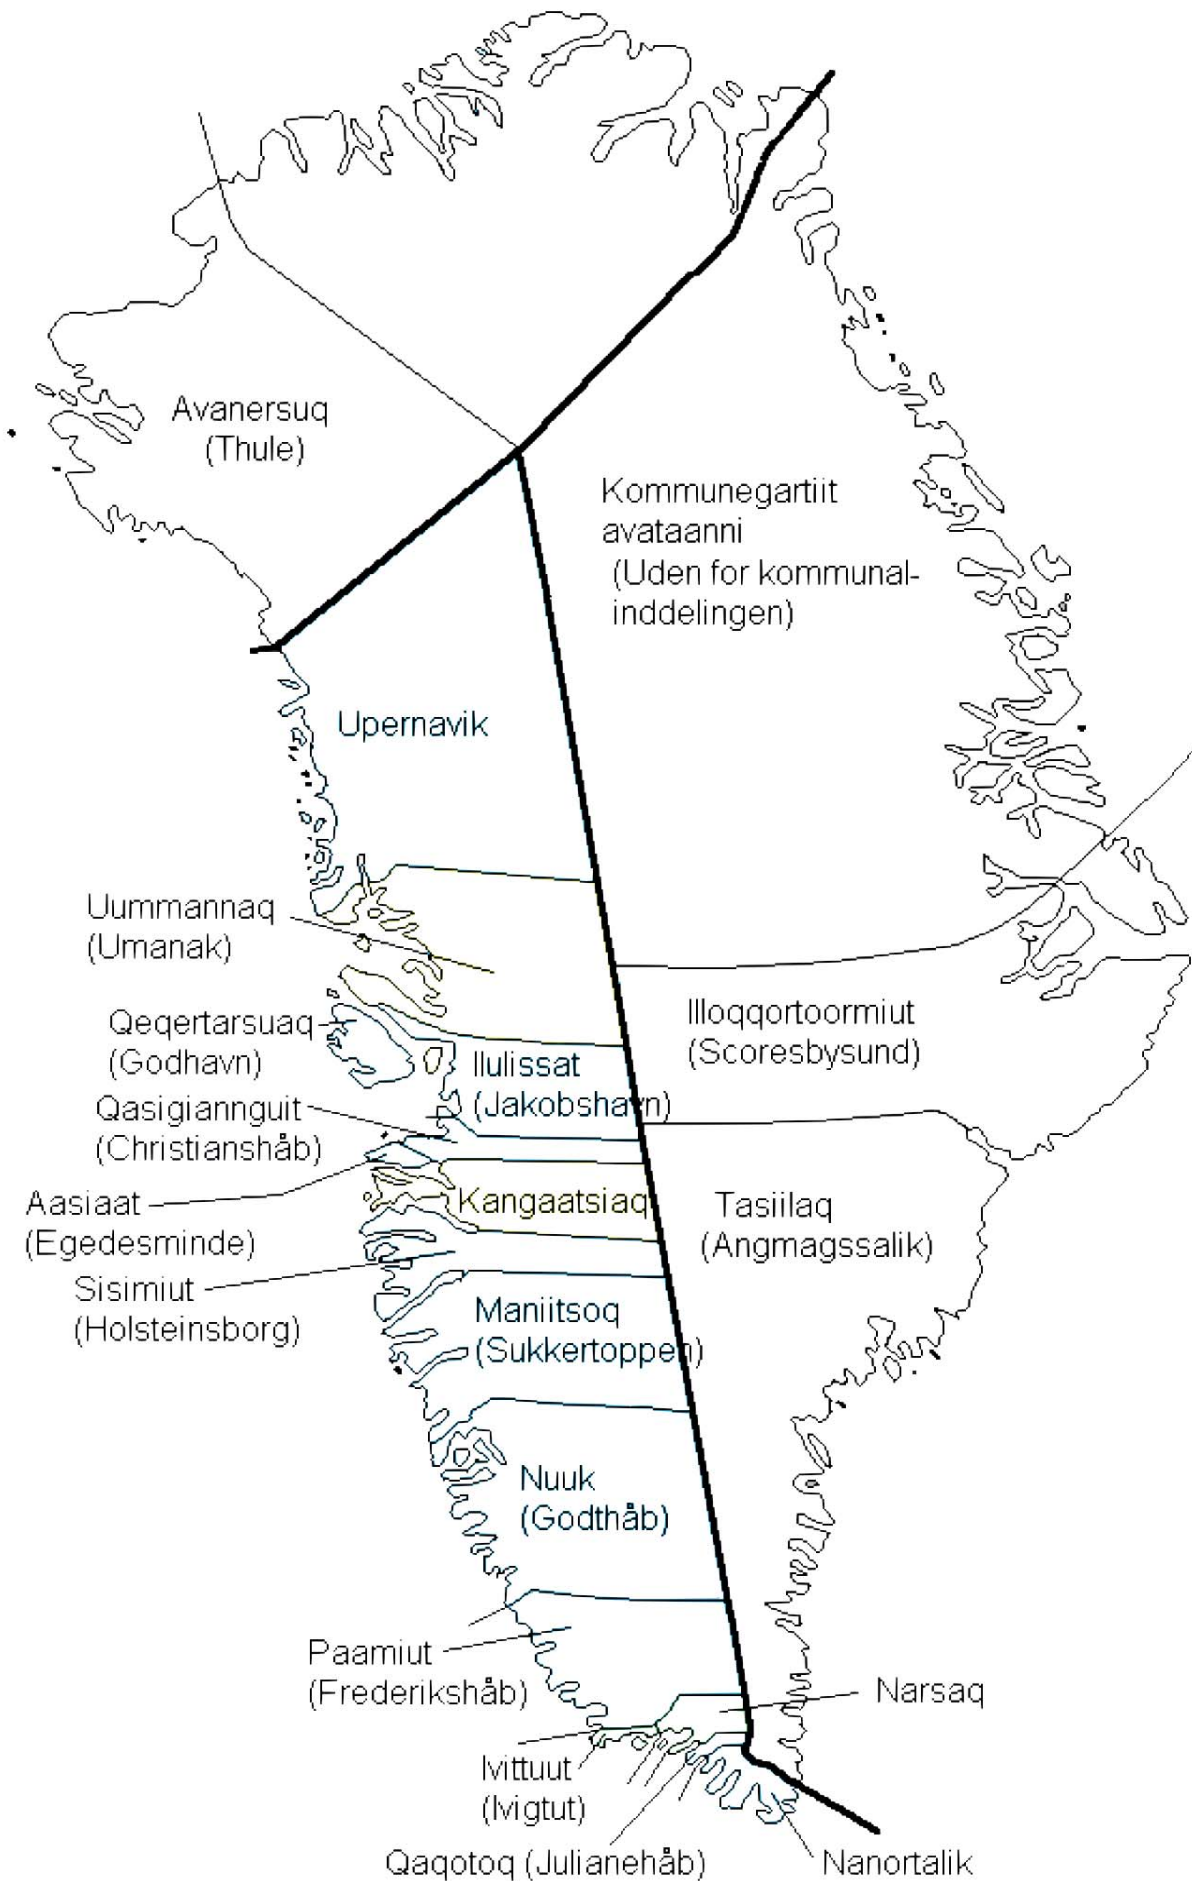 Avanersuq
(Thule)
Kommunegartiit
avataanni
(Uden for kommunal-
inddelingen)
Upernavik
Uummannaq
(Umanak)
Qeqertarsuaq
(Godhavn)
Ilulissat
(Jakobshavn)
Illoqqortoormiut
(Scoresbysund)
Qasigiannguit
(Christianshåb)
Aasiaat
(Egedesminde)
Kangaatsiaq
Tasiilaq
(Angmagssalik)
Sisimiut
(Holsteinsborg)
Maniitsoq
(Sukkertoppen)
Nuuk
(Godthåb)
Paamiut
(Frederikshåb)
Narsaq
Ivittuut
(Ivigtut)
Qaqotoq (Julianehåb)
Nanortalik